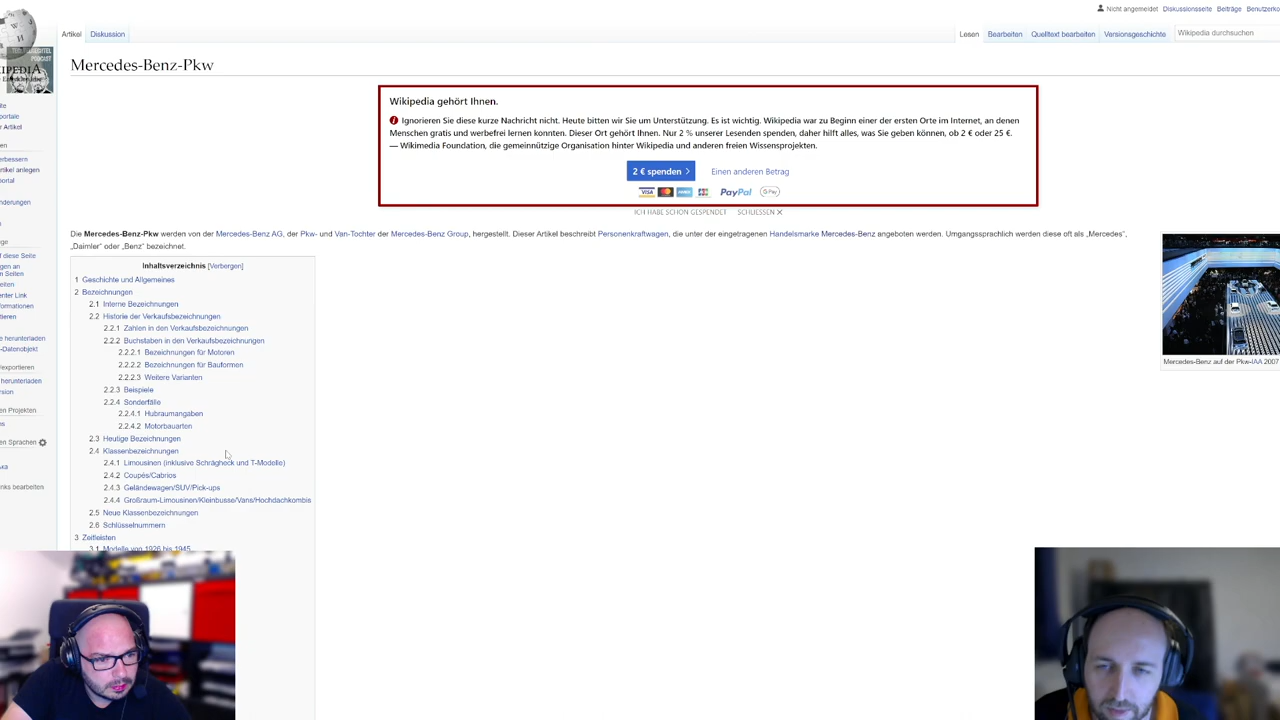 Nicht angemeldet Diskussionsseite Beiträge Benutzerko
Artikel Diskussion
Lesen Bearbeiten Quelltext bearbeiten Versionsgeschichte Wikipedia durchsuchen
Mercedes-Benz-Pkw
Wikipedia gehört Ihnen.
Ignorieren Sie diese kurze Nachricht nicht. Heute bitten wir Sie um Unterstützung. Es ist wichtig. Wikipedia war zu Beginn einer der ersten Orte im Internet, an denen
Menschen gratis und werbefrei lernen konnten. Dieser Ort gehört Ihnen. Nur 2 % unserer Lesenden spenden, daher hilft alles, was Sie geben können, ob 2 € oder 25 €.
— Wikimedia Foundation, die gemeinnützige Organisation hinter Wikipedia und anderen freien Wissensprojekten.
2 € spenden Einen anderen Betrag
VISA PayPal G Pay
ICH HABE SCHON GESPENDET SCHLIESSEN
Die Mercedes-Benz-Pkw werden von der Mercedes-Benz AG, der Pkw- und Van-Tochter der Mercedes-Benz Group, hergestellt. Dieser Artikel beschreibt Personenkraftwagen, die unter der eingetragenen Handelsmarke Mercedes-Benz angeboten werden. Umgangssprachlich werden diese oft als „Mercedes“,
„Daimler“ oder „Benz“ bezeichnet.
Inhaltsverzeichnis [Verbergen]
1 Geschichte und Allgemeines
2 Bezeichnungen
2.1 Interne Bezeichnungen
2.2 Historie der Verkaufsbezeichnungen
2.2.1 Zahlen in den Verkaufsbezeichnungen
2.2.2 Buchstaben in den Verkaufsbezeichnungen
2.2.2.1 Bezeichnungen für Motoren
2.2.2.2 Bezeichnungen für Bauformen
2.2.2.3 Weitere Varianten
2.2.3 Beispiele
2.2.4 Sonderfälle
2.2.4.1 Hubraumangaben
2.2.4.2 Motorbauarten
2.3 Heutige Bezeichnungen
2.4 Klassenbezeichnungen
2.4.1 Limousinen (inklusive Schrägheck und T-Modelle)
2.4.2 Coupés/Cabrios
2.4.3 Geländewagen/SUV/Pick-ups
2.4.4 Großraum-Limousinen/Kleinbusse/Vans/Hochdachkombis
2.5 Neue Klassenbezeichnungen
2.6 Schlüsselnummern
3 Zeitleisten
3.1 Modelle von 1926 bis 1945
Mercedes-Benz auf der Pkw-IAA 2007